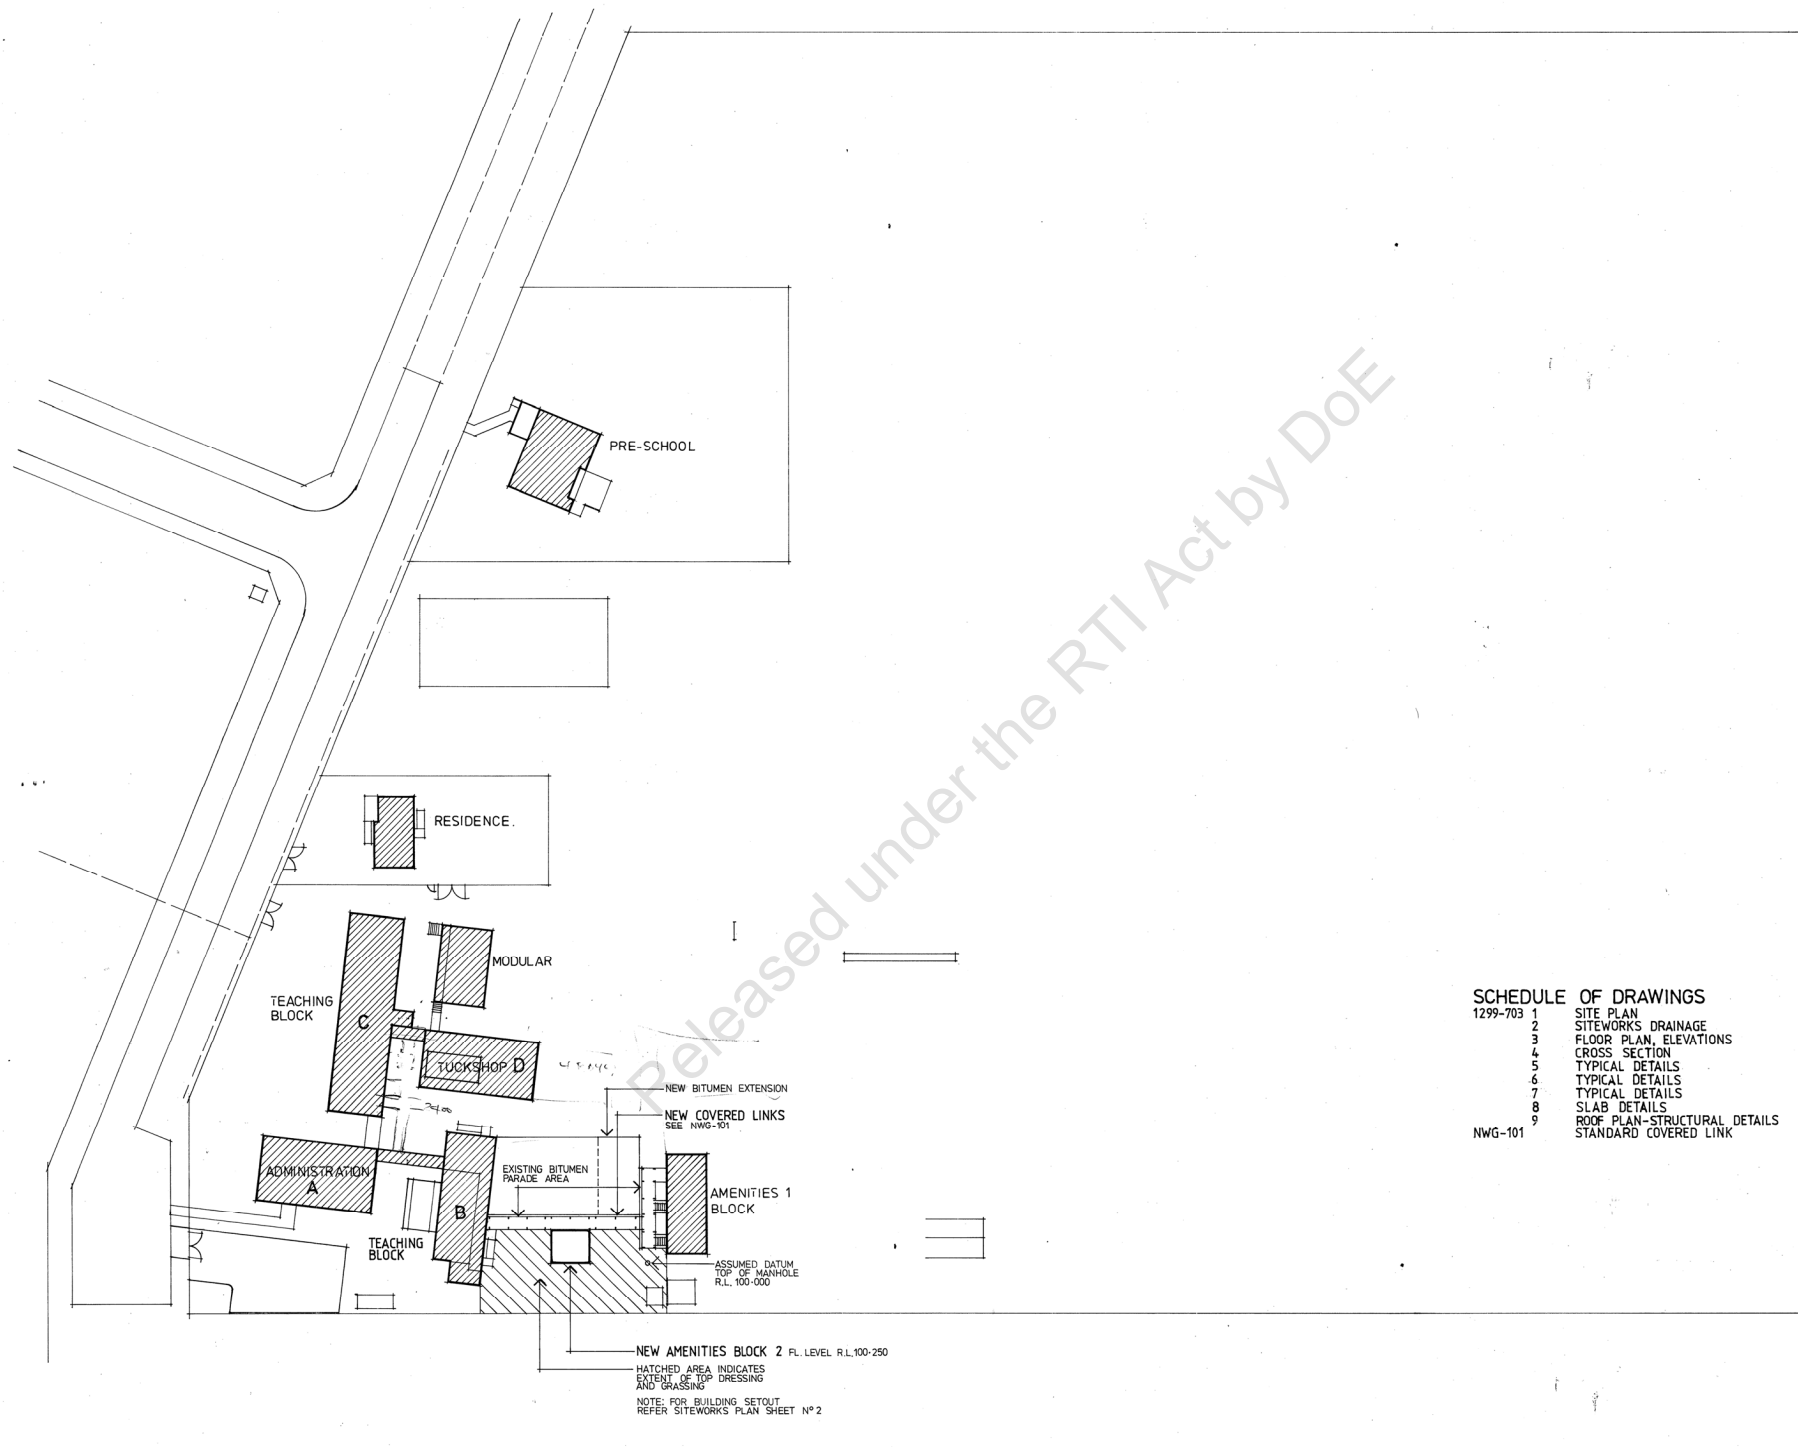 PRE-SCHOOL
Released under the RTI Act by DoE
RESIDENCE.
MODULAR
TEACHING
BLOCK
C
TUCKSHOP D
2400
NEW BITUMEN EXTENSION
NEW COVERED LINKS
SEE NWG-101
EXISTING BITUMEN
PARADE AREA
ADMINISTRATION
A
AMENITIES 1
BLOCK
B
TEACHING
BLOCK
ASSUMED DATUM
TOP OF MANHOLE
R.L. 100·000
NEW AMENITIES BLOCK 2 FL. LEVEL R.L.100·250
HATCHED AREA INDICATES
EXTENT OF TOP DRESSING
AND GRASSING
NOTE: FOR BUILDING SETOUT
REFER SITEWORKS PLAN SHEET Nº 2
SCHEDULE OF DRAWINGS
1299-703 1 SITE PLAN
2 SITEWORKS DRAINAGE
3 FLOOR PLAN, ELEVATIONS
4 CROSS SECTION
5 TYPICAL DETAILS
6 TYPICAL DETAILS
7 TYPICAL DETAILS
8 SLAB DETAILS
9 ROOF PLAN-STRUCTURAL DETAILS
NWG-101 STANDARD COVERED LINK